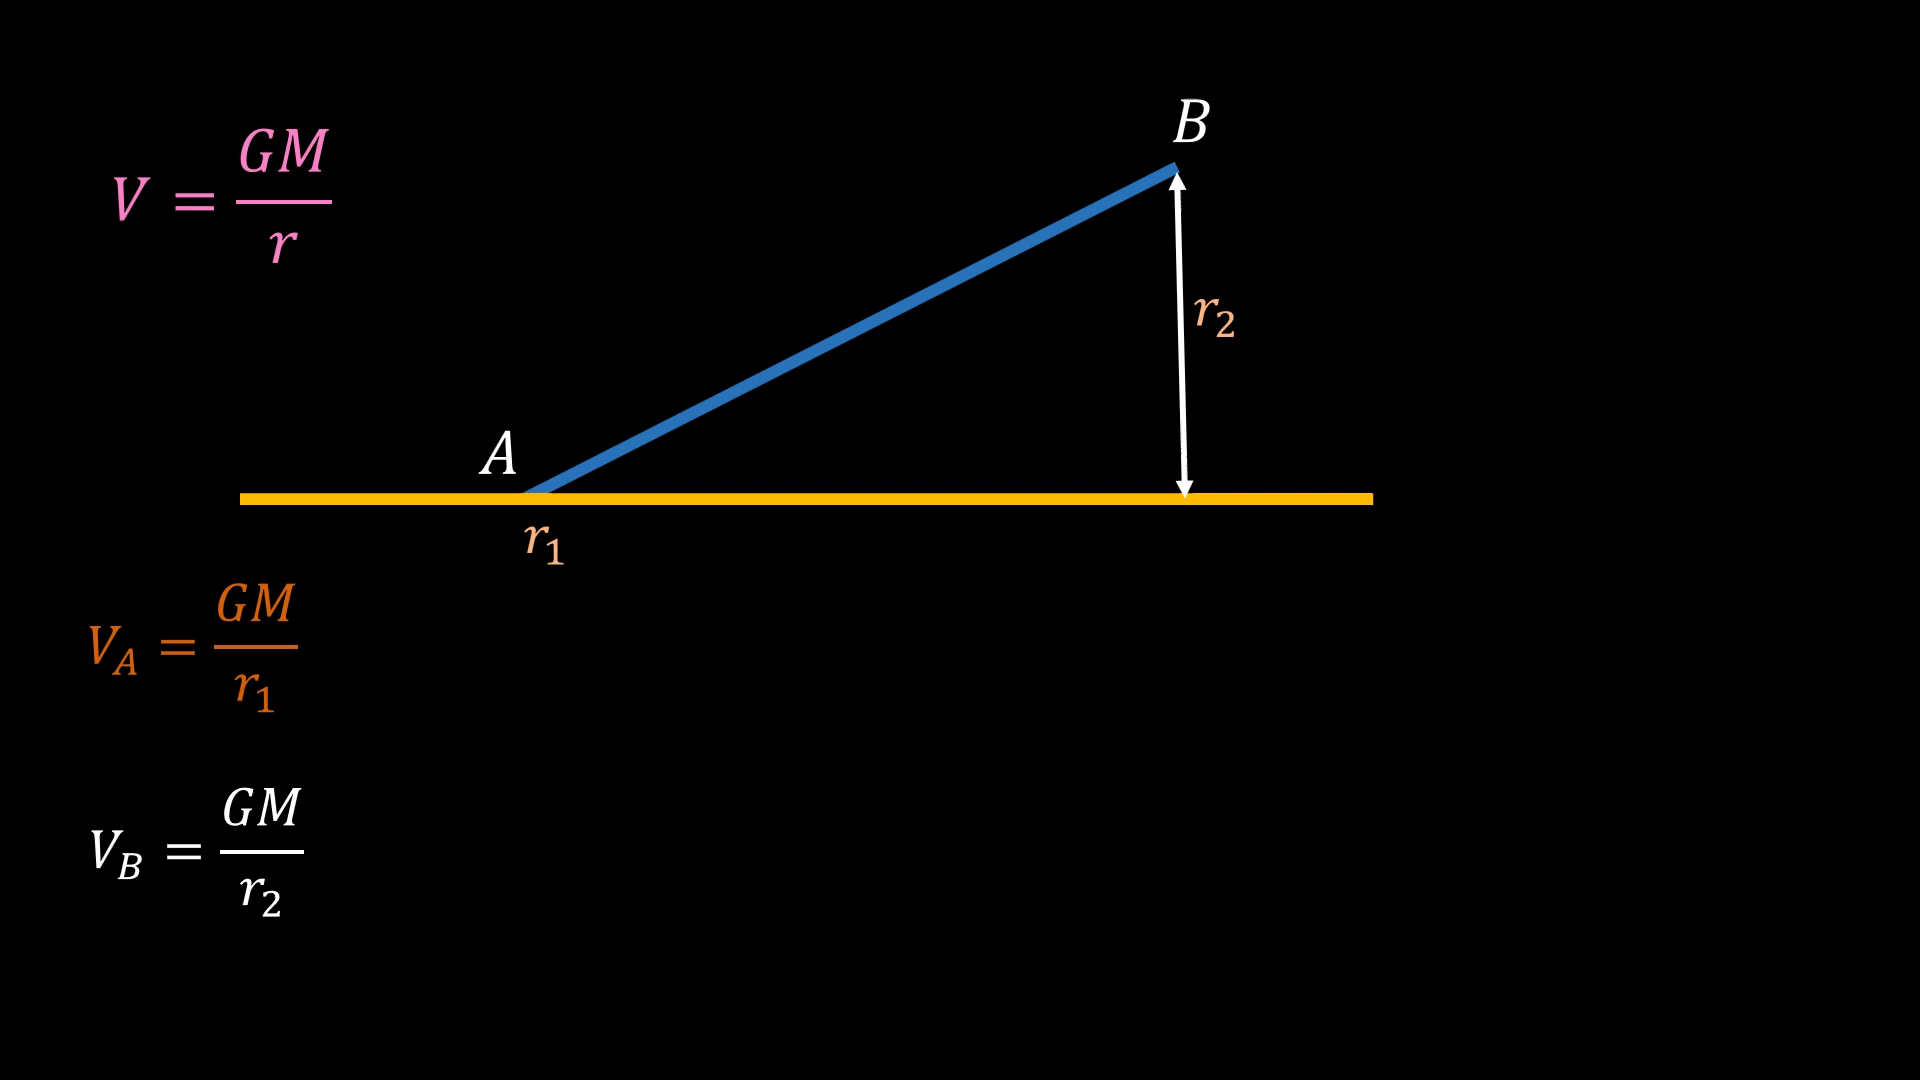 V = GM/r
B
r₂
A
r₁
V_A = GM/r₁
V_B = GM/r₂